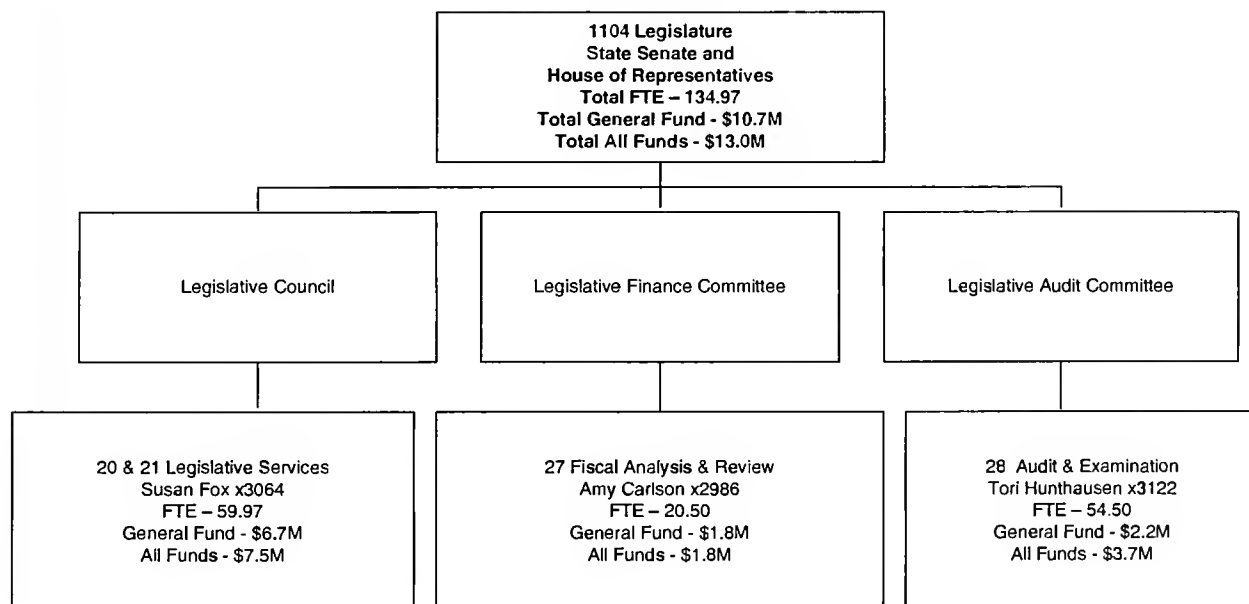 1104 Legislature
State Senate and
House of Representatives
Total FTE – 134.97
Total General Fund - $10.7M
Total All Funds - $13.0M
Legislative Council
Legislative Finance Committee
Legislative Audit Committee
20 & 21 Legislative Services
Susan Fox x3064
FTE – 59.97
General Fund - $6.7M
All Funds - $7.5M
27 Fiscal Analysis & Review
Amy Carlson x2986
FTE – 20.50
General Fund - $1.8M
All Funds - $1.8M
28 Audit & Examination
Tori Hunthausen x3122
FTE – 54.50
General Fund - $2.2M
All Funds - $3.7M